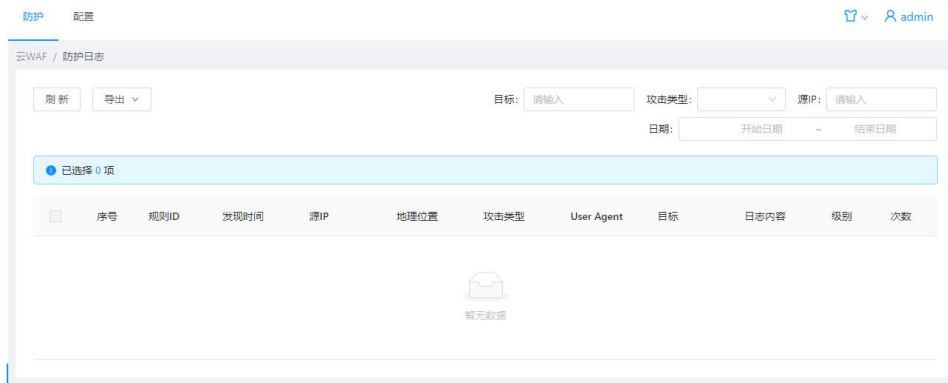 防护 配置 admin
云WAF / 防护日志
刷 新 导出 目标: 请输入 攻击类型: 源IP: 请输入
日期: 开始日期 ~ 结束日期
已选择 0 项
序号 规则ID 发现时间 源IP 地理位置 攻击类型 User Agent 目标 日志内容 级别 次数
暂无数据